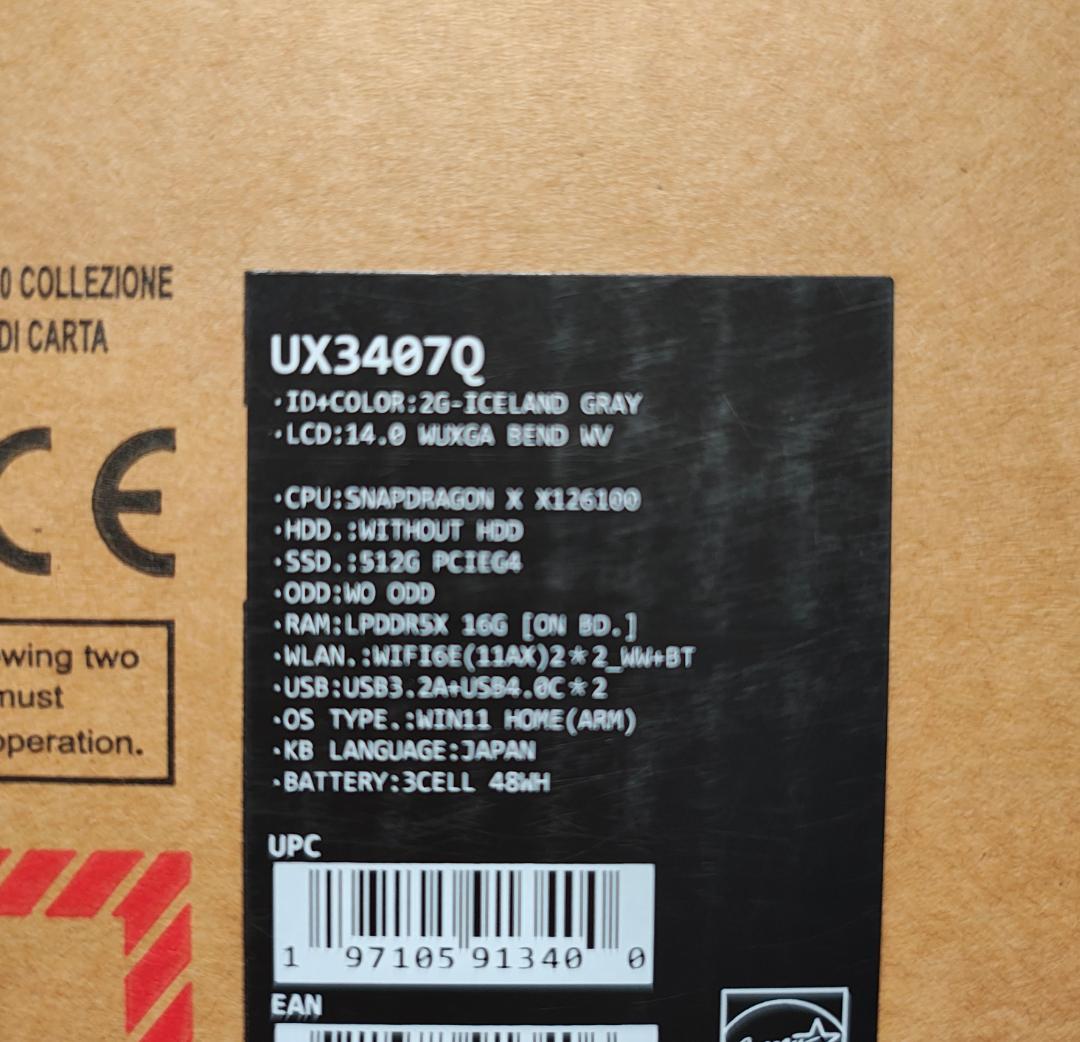 0 COLLEZIONE
DI CARTA
CE
owing two
must
operation.
UX3407Q
·ID+COLOR:2G-ICELAND GRAY
·LCD:14.0 WUXGA BEND WV
·CPU:SNAPDRAGON X X126100
·HDD.:WITHOUT HDD
·SSD.:512G PCIEG4
·ODD:WO ODD
·RAM:LPDDR5X 16G [ON BD.]
·WLAN.:WIFI6E(11AX)2*2_WW+BT
·USB:USB3.2A+USB4.0C*2
·OS TYPE.:WIN11 HOME(ARM)
·KB LANGUAGE:JAPAN
·BATTERY:3CELL 48WH
UPC
1 97105 91340 0
EAN